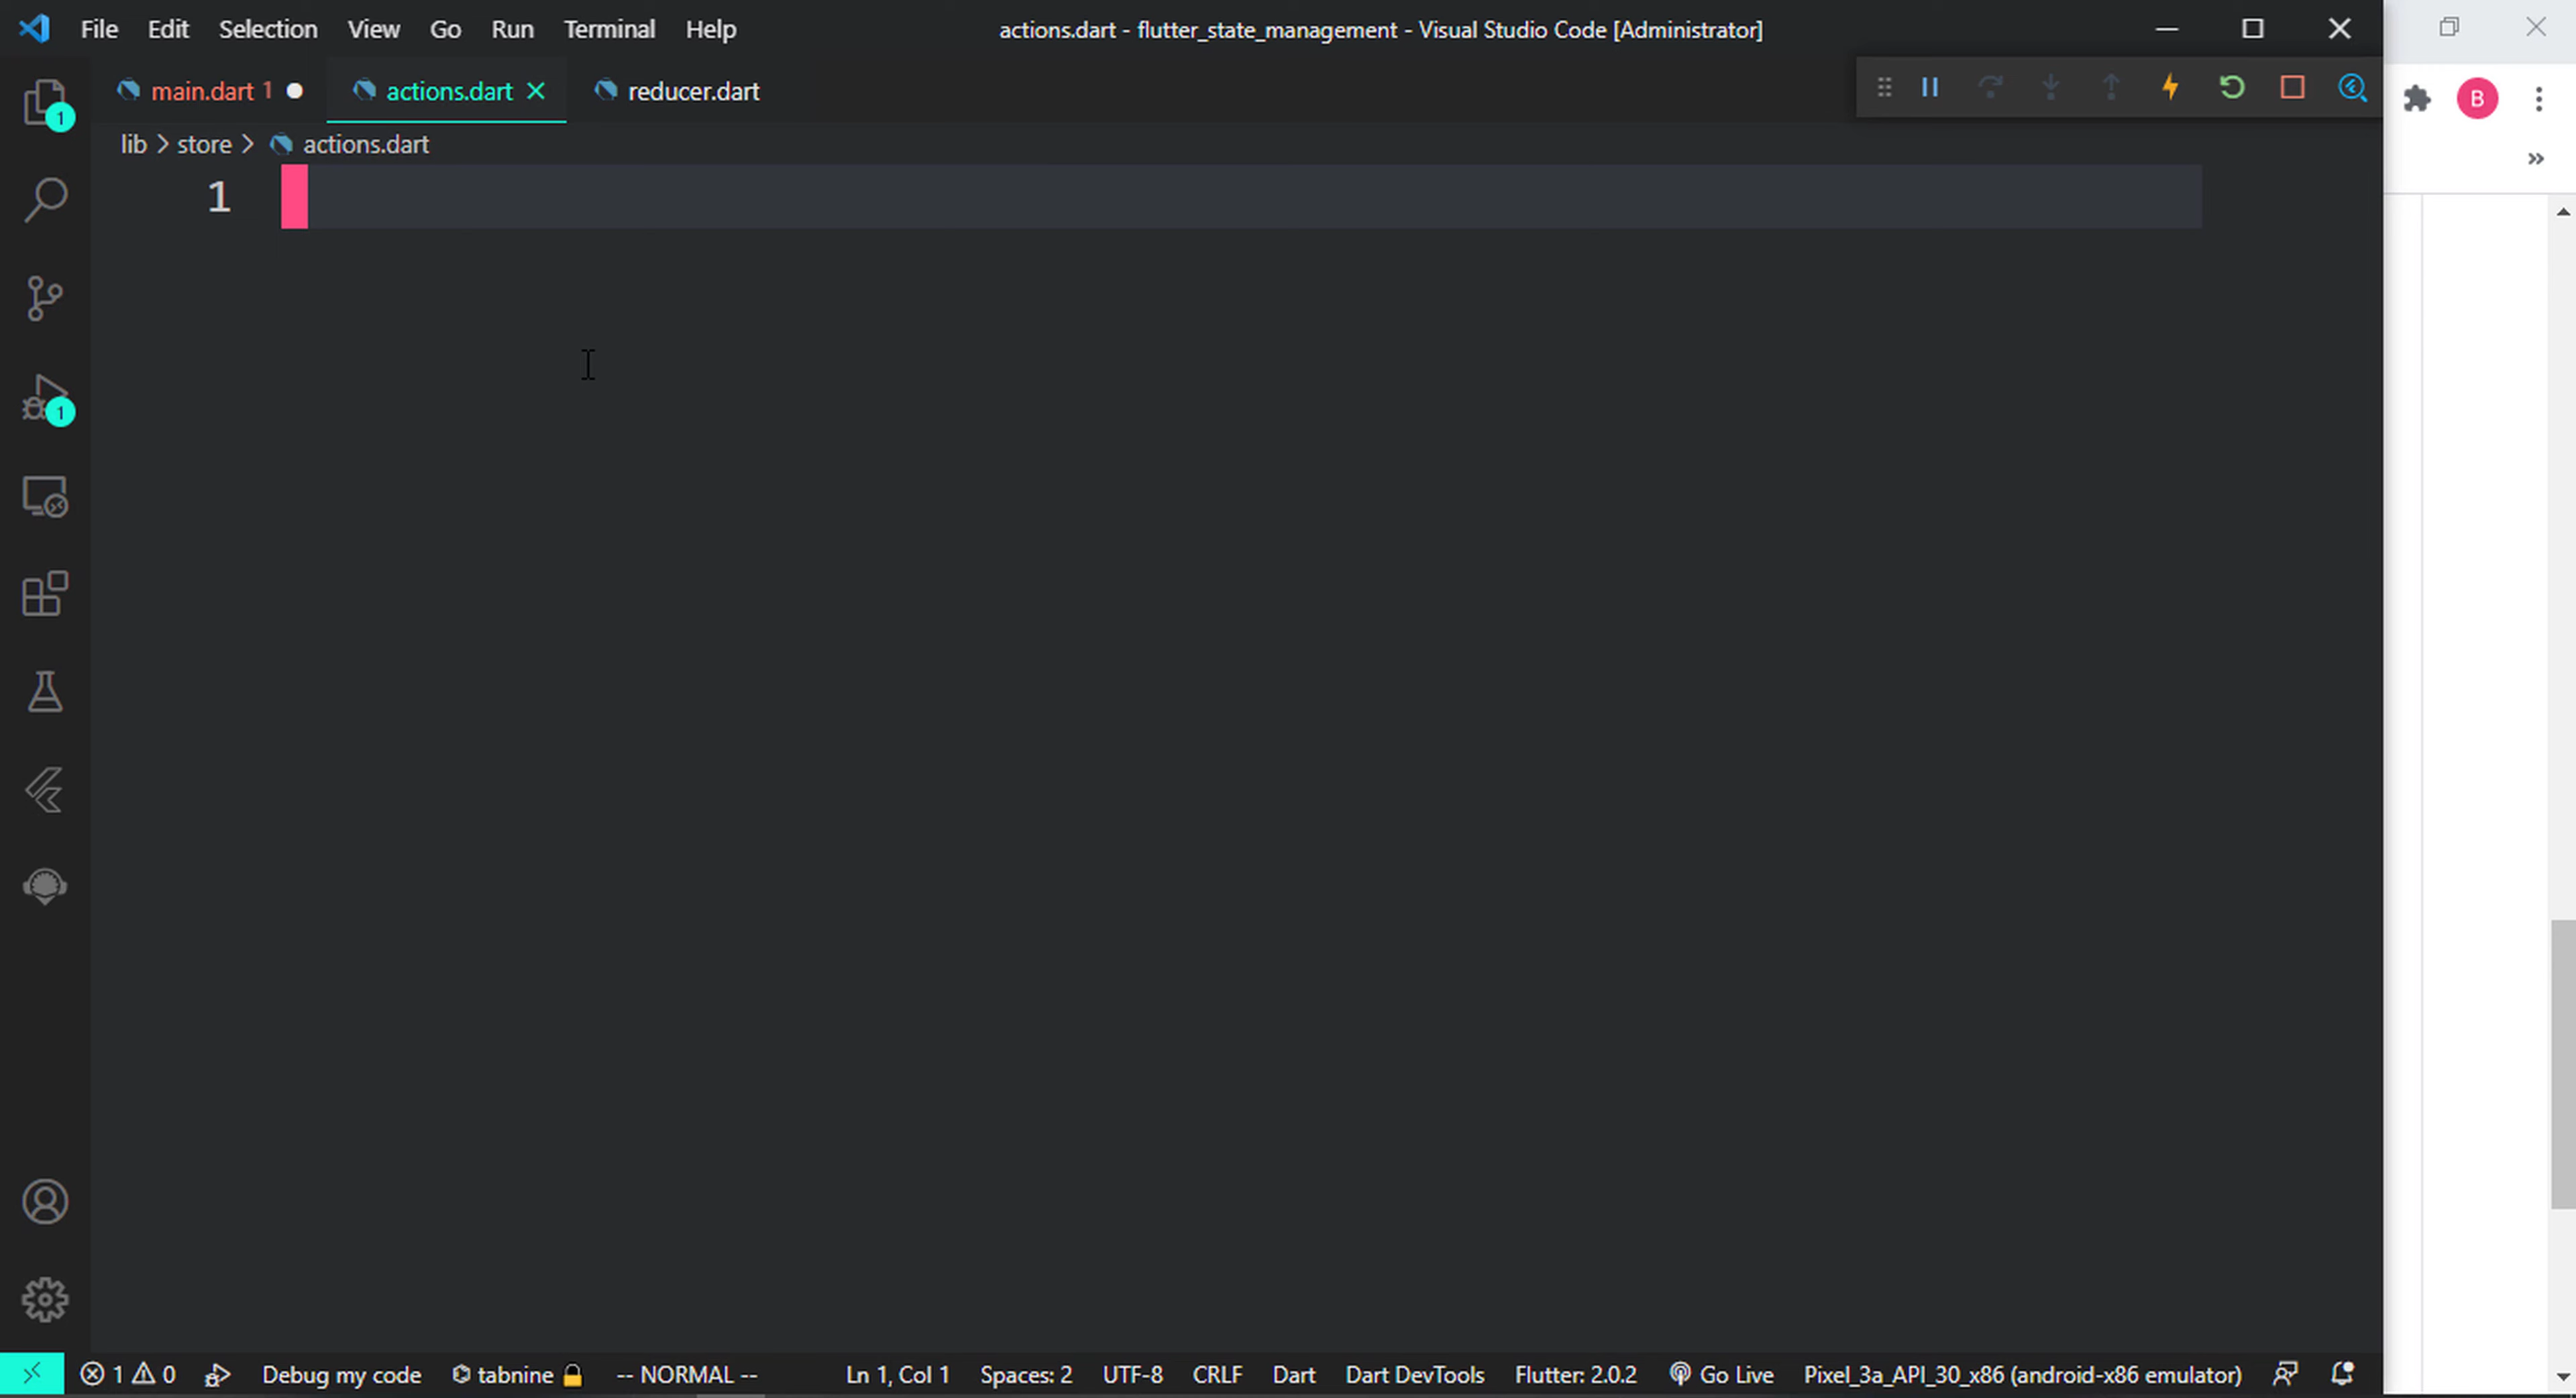 File Edit Selection View Go Run Terminal Help actions.dart - flutter_state_management - Visual Studio Code [Administrator]
main.dart 1 actions.dart reducer.dart
B
1
lib > store > actions.dart
»
1
1
1 0 Debug my code tabnine -- NORMAL -- Ln 1, Col 1 Spaces: 2 UTF-8 CRLF Dart Dart DevTools Flutter: 2.0.2 Go Live Pixel_3a_API_30_x86 (android-x86 emulator)